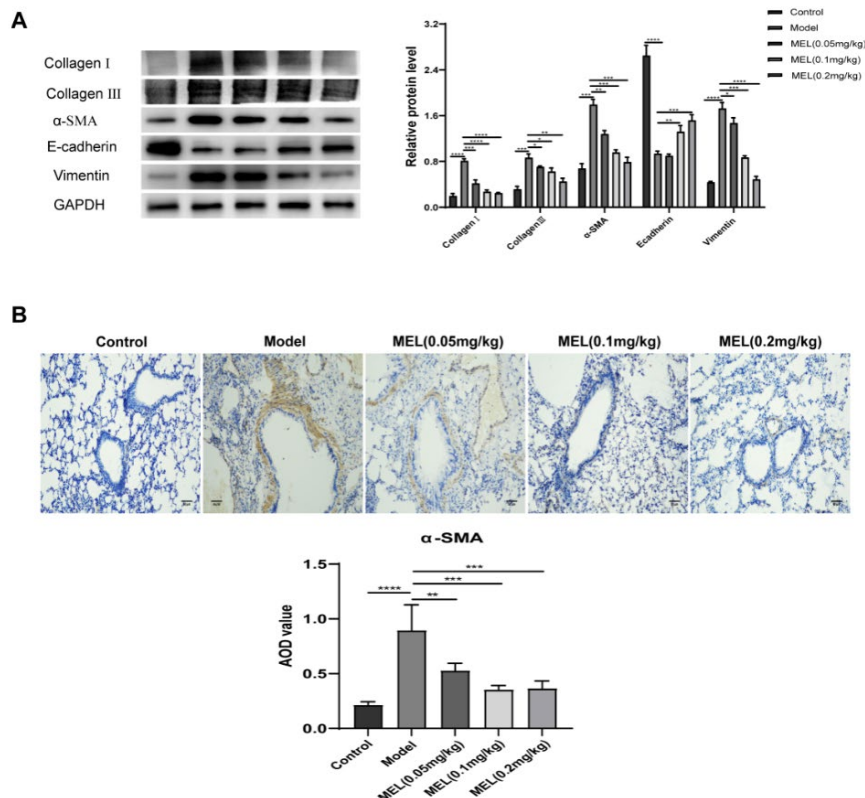 A
Collagen I
Collagen III
α-SMA
E-cadherin
Vimentin
GAPDH
Relative protein level
3.2
2.4
1.6
0.8
0.0
**** *** **** ****
*** * * **
*** ** *** ***
**** ** ***
**** * *** ****
Collagen I
Collagen III
α-SMA
Ecadherin
Vimentin
Control
Model
MEL(0.05mg/kg)
MEL(0.1mg/kg)
MEL(0.2mg/kg)
B
Control Model MEL(0.05mg/kg) MEL(0.1mg/kg) MEL(0.2mg/kg)
α-SMA
AOD value
1.5
1.0
0.5
0.0
***
***
****
**
Control
Model
MEL(0.05mg/kg)
MEL(0.1mg/kg)
MEL(0.2mg/kg)